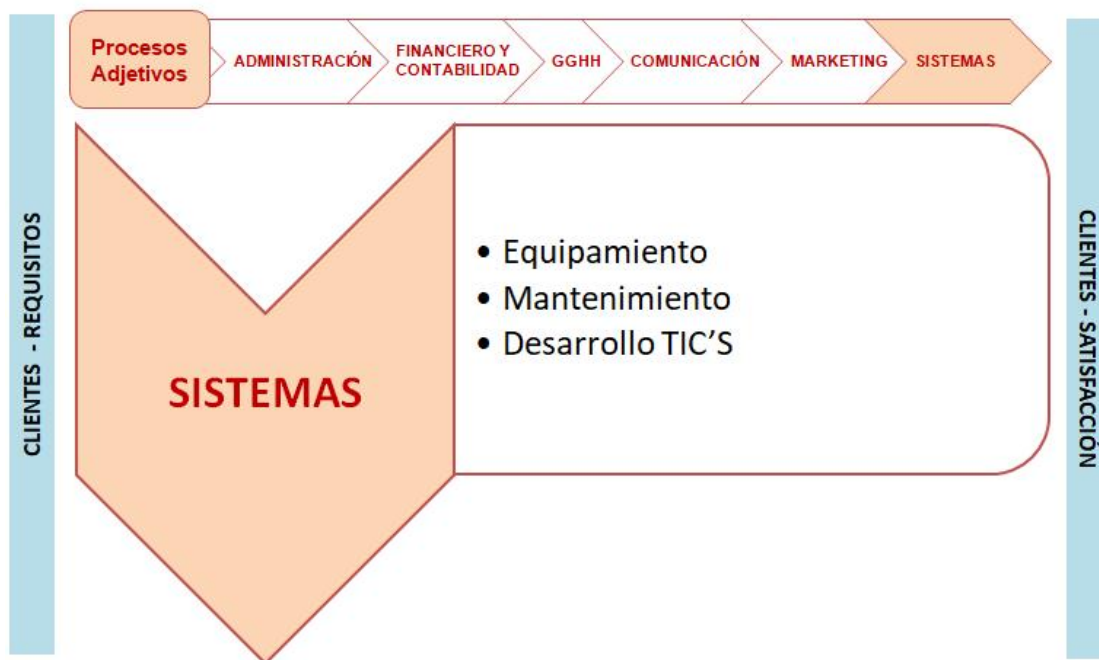 CLIENTES - REQUISITOS
Procesos
Adjetivos
ADMINISTRACIÓN
FINANCIERO Y
CONTABILIDAD
GGHH
COMUNICACIÓN
MARKETING
SISTEMAS
SISTEMAS
• Equipamiento
• Mantenimiento
• Desarrollo TIC’S
CLIENTES - SATISFACCIÓN